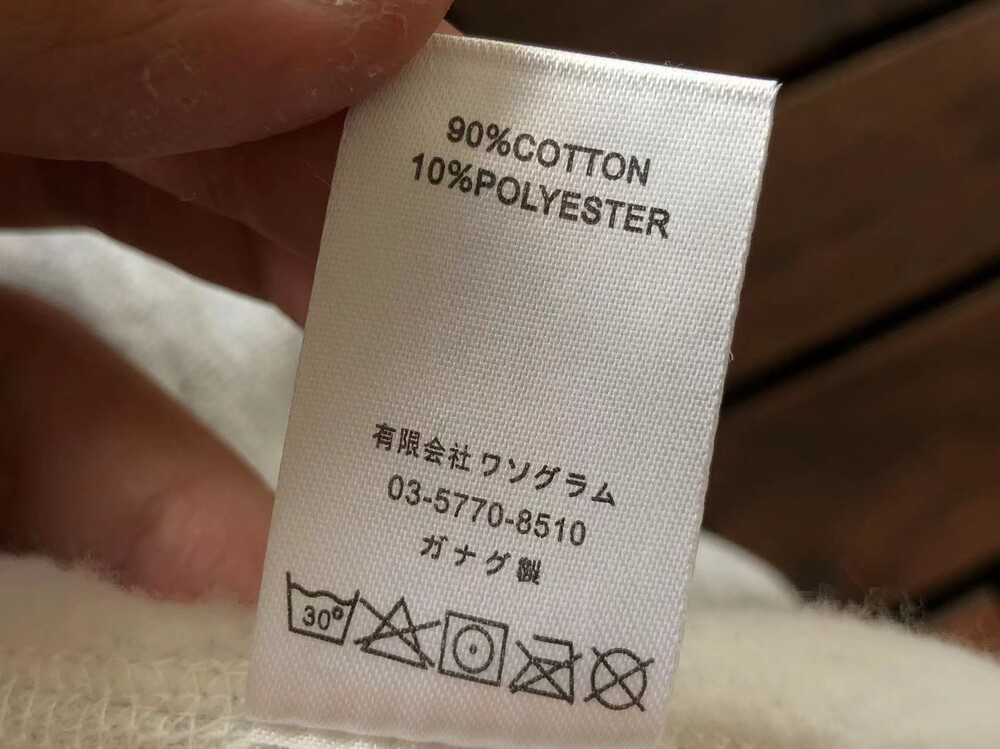 90%COTTON
10%POLYESTER
有限会社 ワソグラム
03-5770-8510
ガナグ製
30°